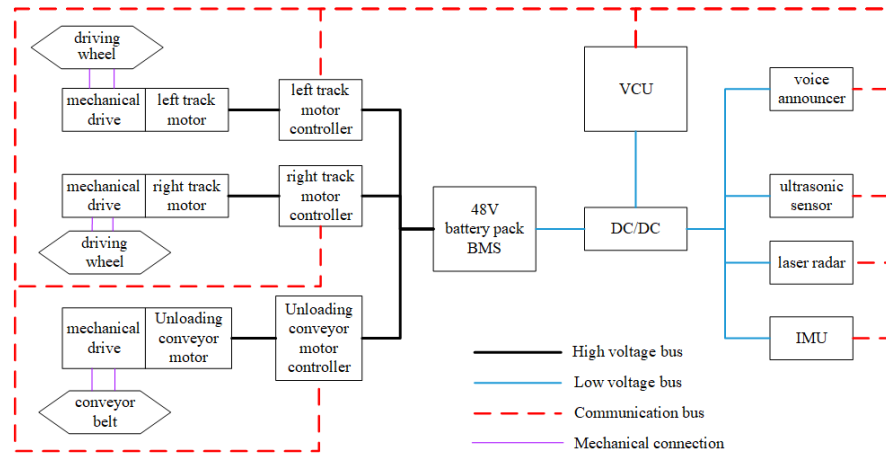 driving
wheel
mechanical
drive
left track
motor
left track
motor
controller
mechanical
drive
right track
motor
right track
motor
controller
driving
wheel
mechanical
drive
Unloading
conveyor
motor
Unloading
conveyor
motor
controller
conveyor
belt
48V
battery pack
BMS
VCU
DC/DC
voice
announcer
ultrasonic
sensor
laser radar
IMU
High voltage bus
Low voltage bus
Communication bus
Mechanical connection